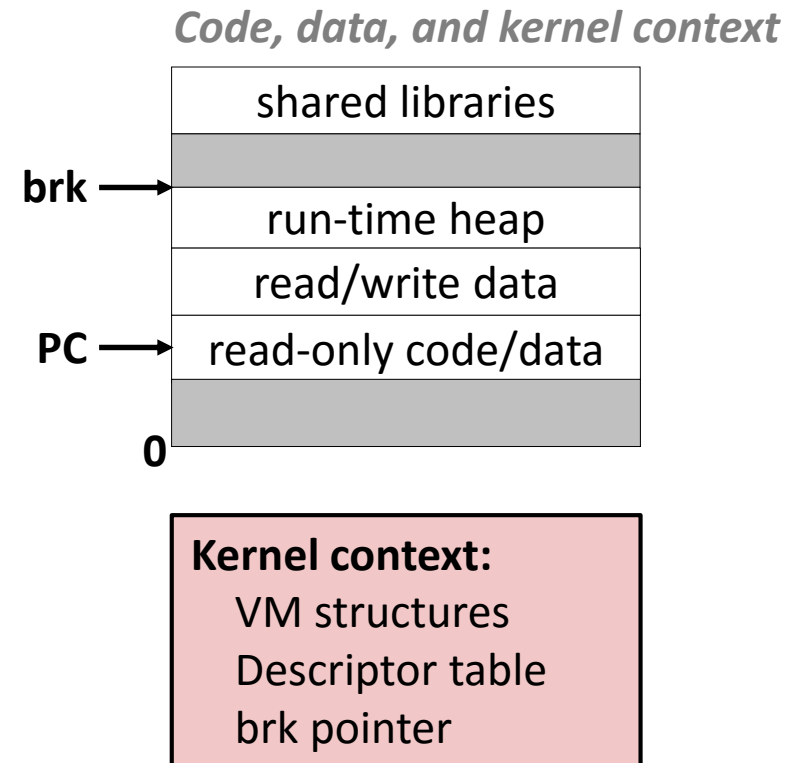 Code, data, and kernel context
shared libraries
brk
run-time heap
read/write data
PC
read-only code/data
0
Kernel context:
VM structures
Descriptor table
brk pointer